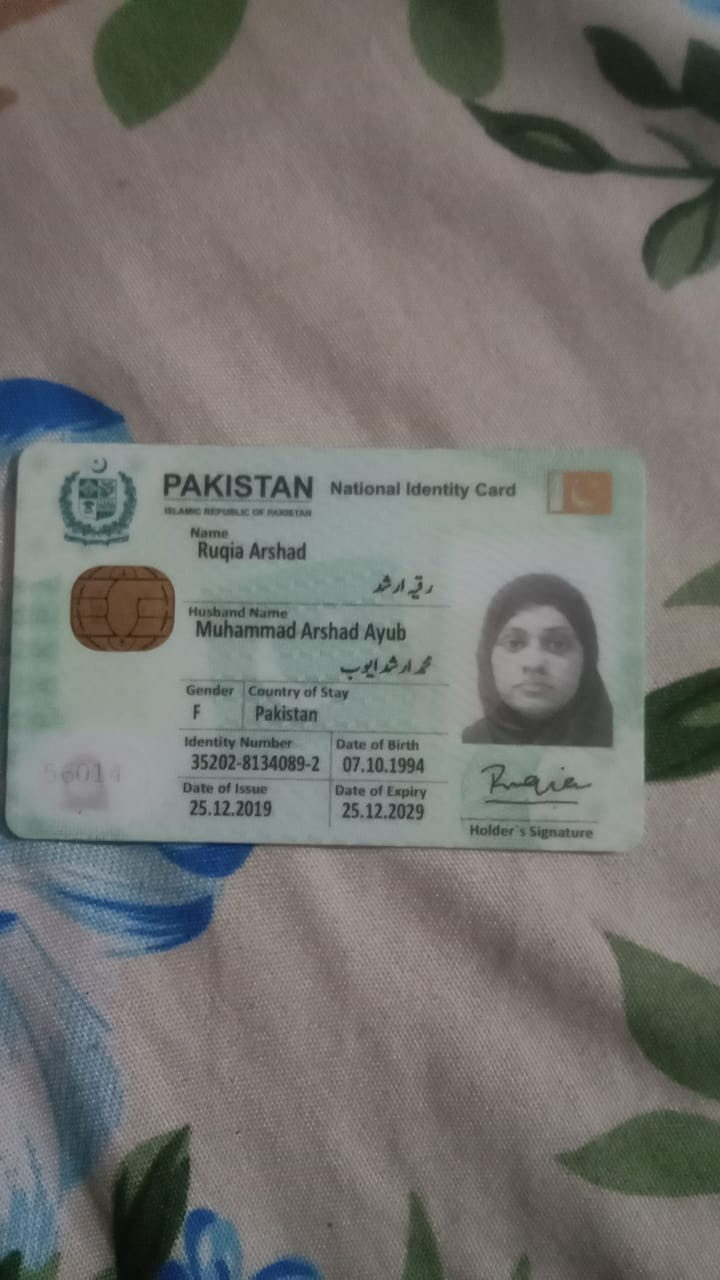 PAKISTAN National Identity Card
ISLAMIC REPUBLIC OF PAKISTAN
Name
Ruqia Arshad
رقیہ ارشد
Husband Name
Muhammad Arshad Ayub
محمد ارشد ایوب
Gender Country of Stay
F Pakistan
Identity Number Date of Birth
35202-8134089-2 07.10.1994
Date of Issue Date of Expiry
25.12.2019 25.12.2029
56014
Ruqia
Holder's Signature